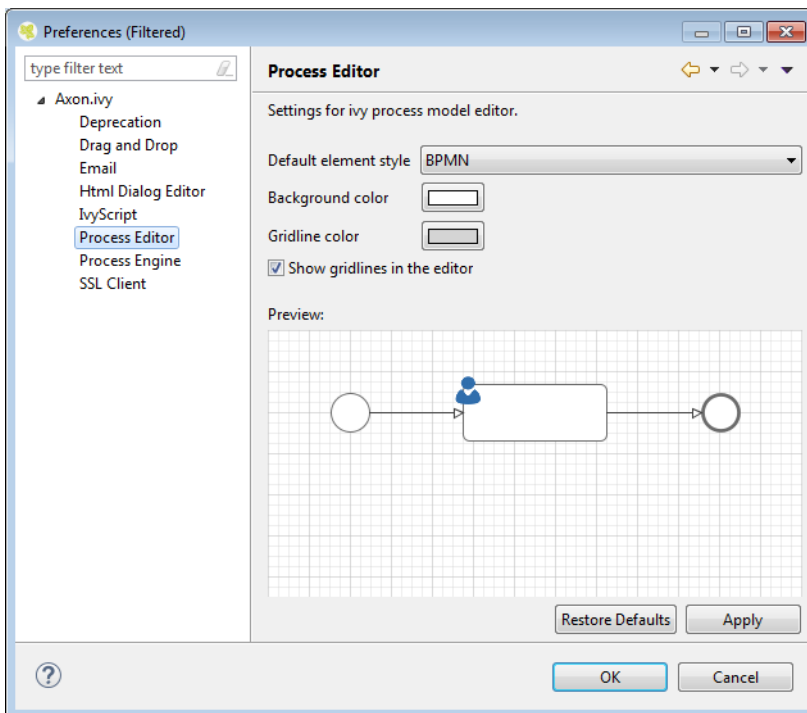 Preferences (Filtered)
type filter text
Axon.ivy
Deprecation
Drag and Drop
Email
Html Dialog Editor
IvyScript
Process Editor
Process Engine
SSL Client
Process Editor
Settings for ivy process model editor.
Default element style BPMN
Background color
Gridline color
Show gridlines in the editor
Preview:
Restore Defaults Apply
? OK Cancel